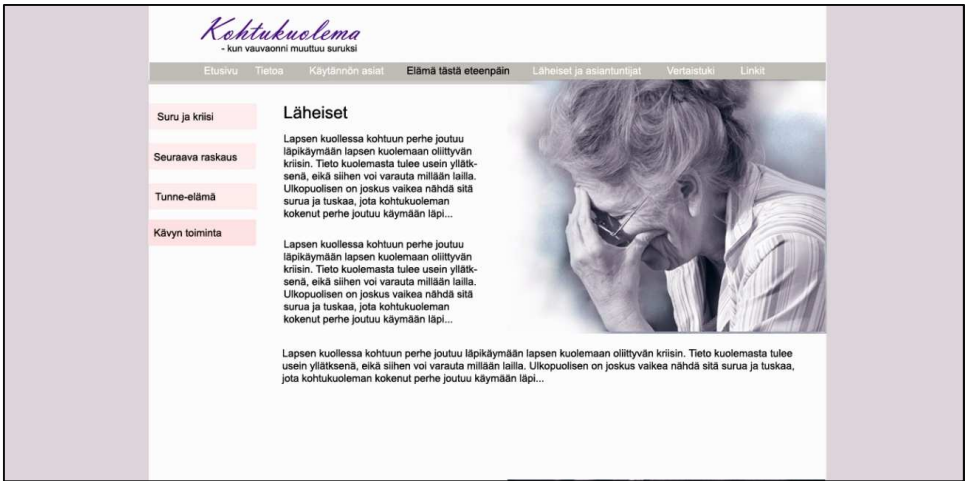 Kohtukuolema
- kun vauvaonni muuttuu suruksi
Etusivu Tietoa Käytännön asiat Elämä tästä eteenpäin Läheiset ja asiantuntijat Vertaistuki Linkit
Suru ja kriisi
Seuraava raskaus
Tunne-elämä
Kävyn toiminta
Läheiset
Lapsen kuollessa kohtuun perhe joutuu
läpikäymään lapsen kuolemaan oliittyvän
kriisin. Tieto kuolemasta tulee usein yllätk-
senä, eikä siihen voi varauta millään lailla.
Ulkopuolisen on joskus vaikea nähdä sitä
surua ja tuskaa, jota kohtukuoleman
kokenut perhe joutuu käymään läpi...
Lapsen kuollessa kohtuun perhe joutuu
läpikäymään lapsen kuolemaan oliittyvän
kriisin. Tieto kuolemasta tulee usein yllätk-
senä, eikä siihen voi varauta millään lailla.
Ulkopuolisen on joskus vaikea nähdä sitä
surua ja tuskaa, jota kohtukuoleman
kokenut perhe joutuu käymään läpi...
Lapsen kuollessa kohtuun perhe joutuu läpikäymään lapsen kuolemaan oliittyvän kriisin. Tieto kuolemasta tulee
usein yllätksenä, eikä siihen voi varauta millään lailla. Ulkopuolisen on joskus vaikea nähdä sitä surua ja tuskaa,
jota kohtukuoleman kokenut perhe joutuu käymään läpi...